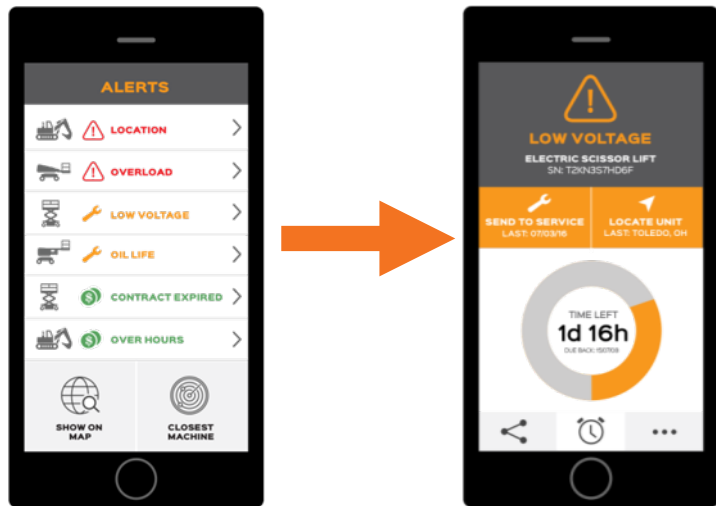 ALERTS
LOCATION
OVERLOAD
LOW VOLTAGE
OIL LIFE
CONTRACT EXPIRED
OVER HOURS
SHOW ON
MAP
CLOSEST
MACHINE
LOW VOLTAGE
ELECTRIC SCISSOR LIFT
SN: T2KN3S7HD6F
SEND TO SERVICE
LAST: 07/03/16
LOCATE UNIT
LAST: TOLEDO, OH
TIME LEFT
1d 16h
DUE BACK: